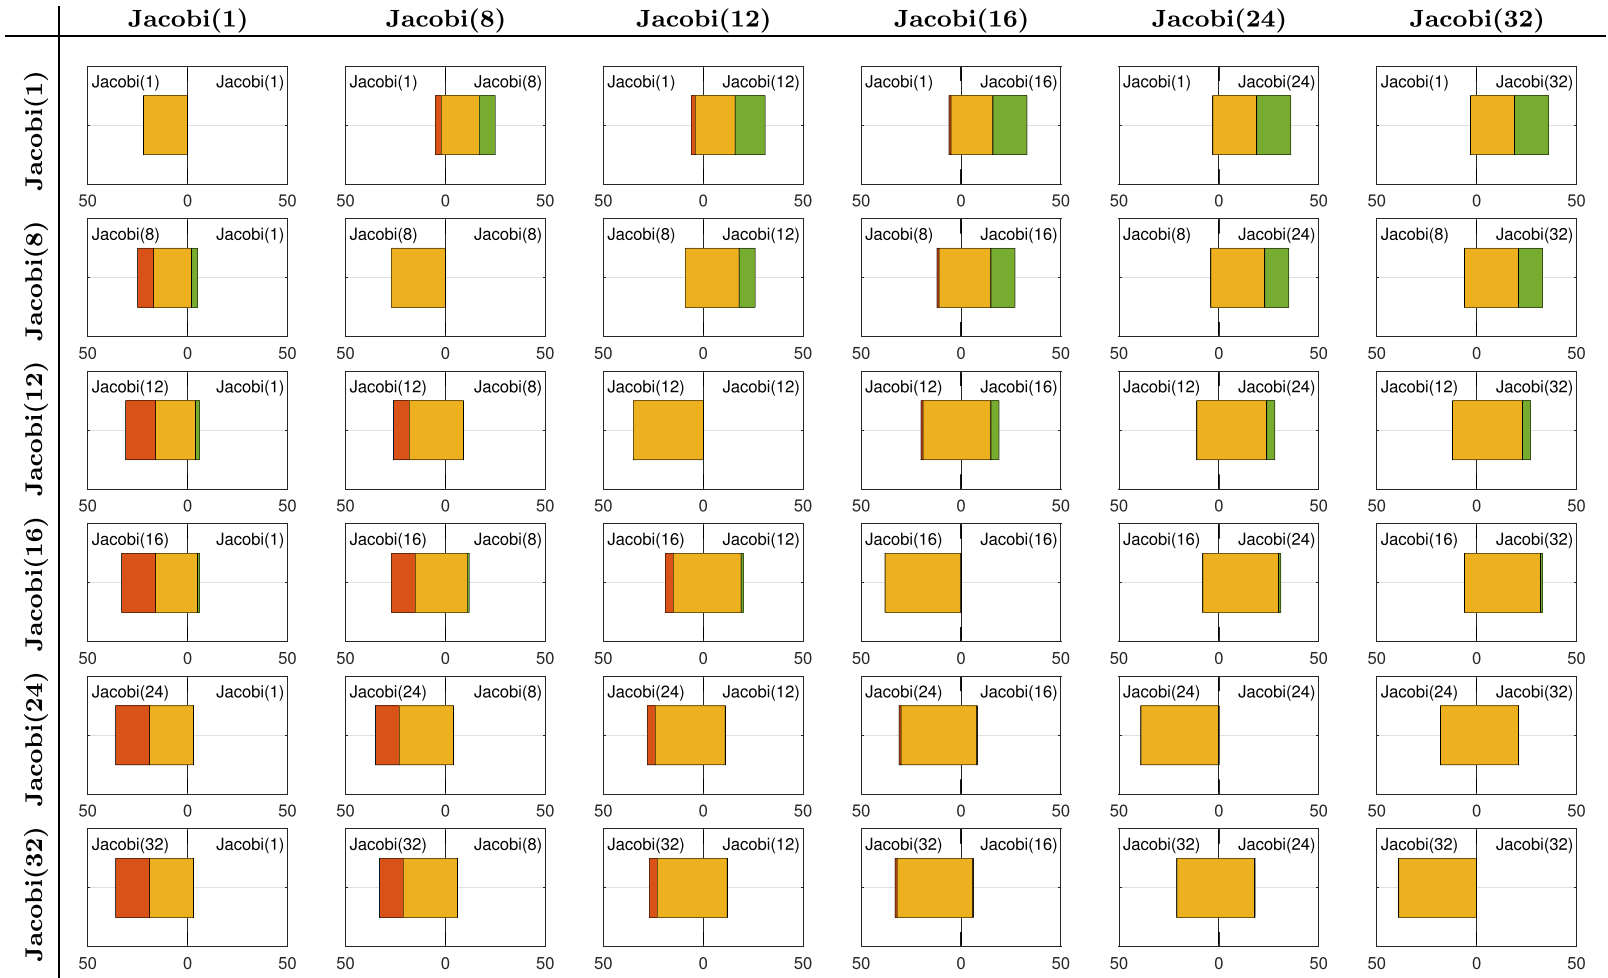 Jacobi(1) Jacobi(8) Jacobi(12) Jacobi(16) Jacobi(24) Jacobi(32)
Jacobi(1)
Jacobi(1) Jacobi(1) Jacobi(1) Jacobi(8) Jacobi(1) Jacobi(12) Jacobi(1) Jacobi(16) Jacobi(1) Jacobi(24) Jacobi(1) Jacobi(32)
50 0 50 50 0 50 50 0 50 50 0 50 50 0 50 50 0 50
Jacobi(8)
Jacobi(8) Jacobi(1) Jacobi(8) Jacobi(8) Jacobi(8) Jacobi(12) Jacobi(8) Jacobi(16) Jacobi(8) Jacobi(24) Jacobi(8) Jacobi(32)
50 0 50 50 0 50 50 0 50 50 0 50 50 0 50 50 0 50
Jacobi(12)
Jacobi(12) Jacobi(1) Jacobi(12) Jacobi(8) Jacobi(12) Jacobi(12) Jacobi(12) Jacobi(16) Jacobi(12) Jacobi(24) Jacobi(12) Jacobi(32)
50 0 50 50 0 50 50 0 50 50 0 50 50 0 50 50 0 50
Jacobi(16)
Jacobi(16) Jacobi(1) Jacobi(16) Jacobi(8) Jacobi(16) Jacobi(12) Jacobi(16) Jacobi(16) Jacobi(16) Jacobi(24) Jacobi(16) Jacobi(32)
50 0 50 50 0 50 50 0 50 50 0 50 50 0 50 50 0 50
Jacobi(24)
Jacobi(24) Jacobi(1) Jacobi(24) Jacobi(8) Jacobi(24) Jacobi(12) Jacobi(24) Jacobi(16) Jacobi(24) Jacobi(24) Jacobi(24) Jacobi(32)
50 0 50 50 0 50 50 0 50 50 0 50 50 0 50 50 0 50
Jacobi(32)
Jacobi(32) Jacobi(1) Jacobi(32) Jacobi(8) Jacobi(32) Jacobi(12) Jacobi(32) Jacobi(16) Jacobi(32) Jacobi(24) Jacobi(32) Jacobi(32)
50 0 50 50 0 50 50 0 50 50 0 50 50 0 50 50 0 50